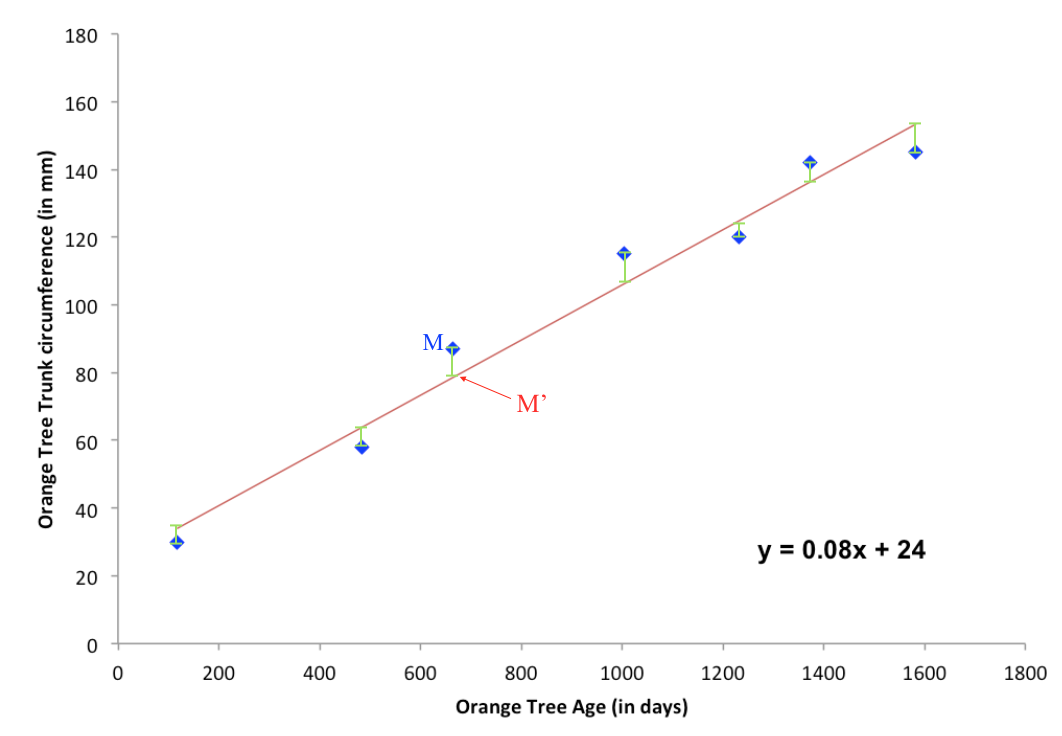 180
160
140
120
100
80
60
40
20
0
Orange Tree Trunk circumference (in mm)
M
M’
y = 0.08x + 24
0 200 400 600 800 1000 1200 1400 1600 1800
Orange Tree Age (in days)